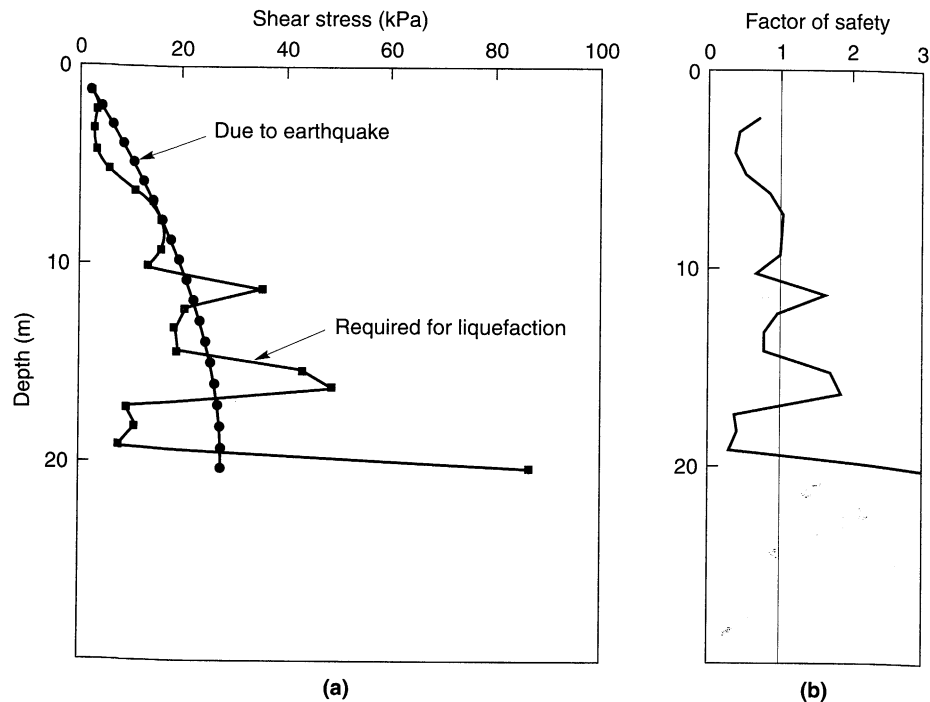 Shear stress (kPa)
0 20 40 60 80 100
0
10
20
Depth (m)
Due to earthquake
Required for liquefaction
(a)
Factor of safety
0 1 2 3
0
10
20
(b)